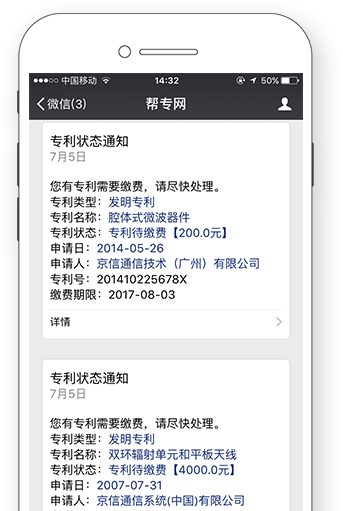 中国移动 14:32 50%
微信(3) 帮专网
专利状态通知
7月5日
您有专利需要缴费，请尽快处理。
专利类型：发明专利
专利名称：腔体式微波器件
专利状态：专利待缴费【200.0元】
申请日：2014-05-26
申请人：京信通信技术（广州）有限公司
专利号：201410225678X
缴费期限：2017-08-03
详情
专利状态通知
7月5日
您有专利需要缴费，请尽快处理。
专利类型：发明专利
专利名称：双环辐射单元和平板天线
专利状态：专利待缴费【4000.0元】
申请日：2007-07-31
申请人：京信通信系统(中国)有限公司